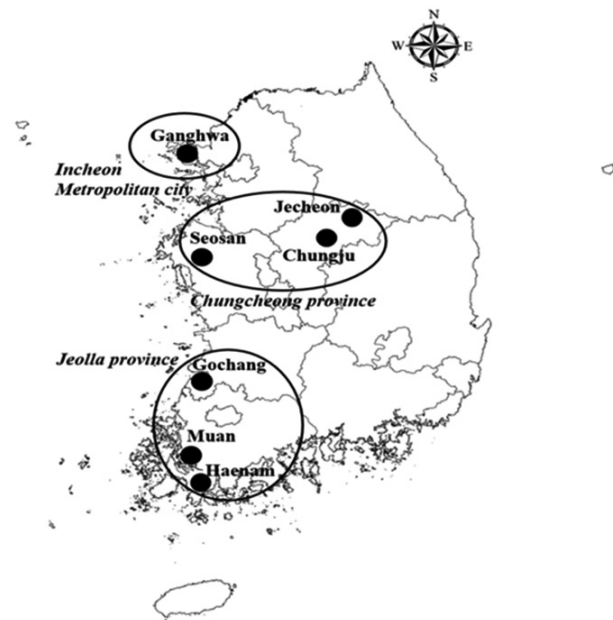 N
W E
S
Ganghwa
Incheon
Metropolitan city
Jecheon
Seosan
Chungju
Chungcheong province
Jeolla province
Gochang
Muan
Haenam